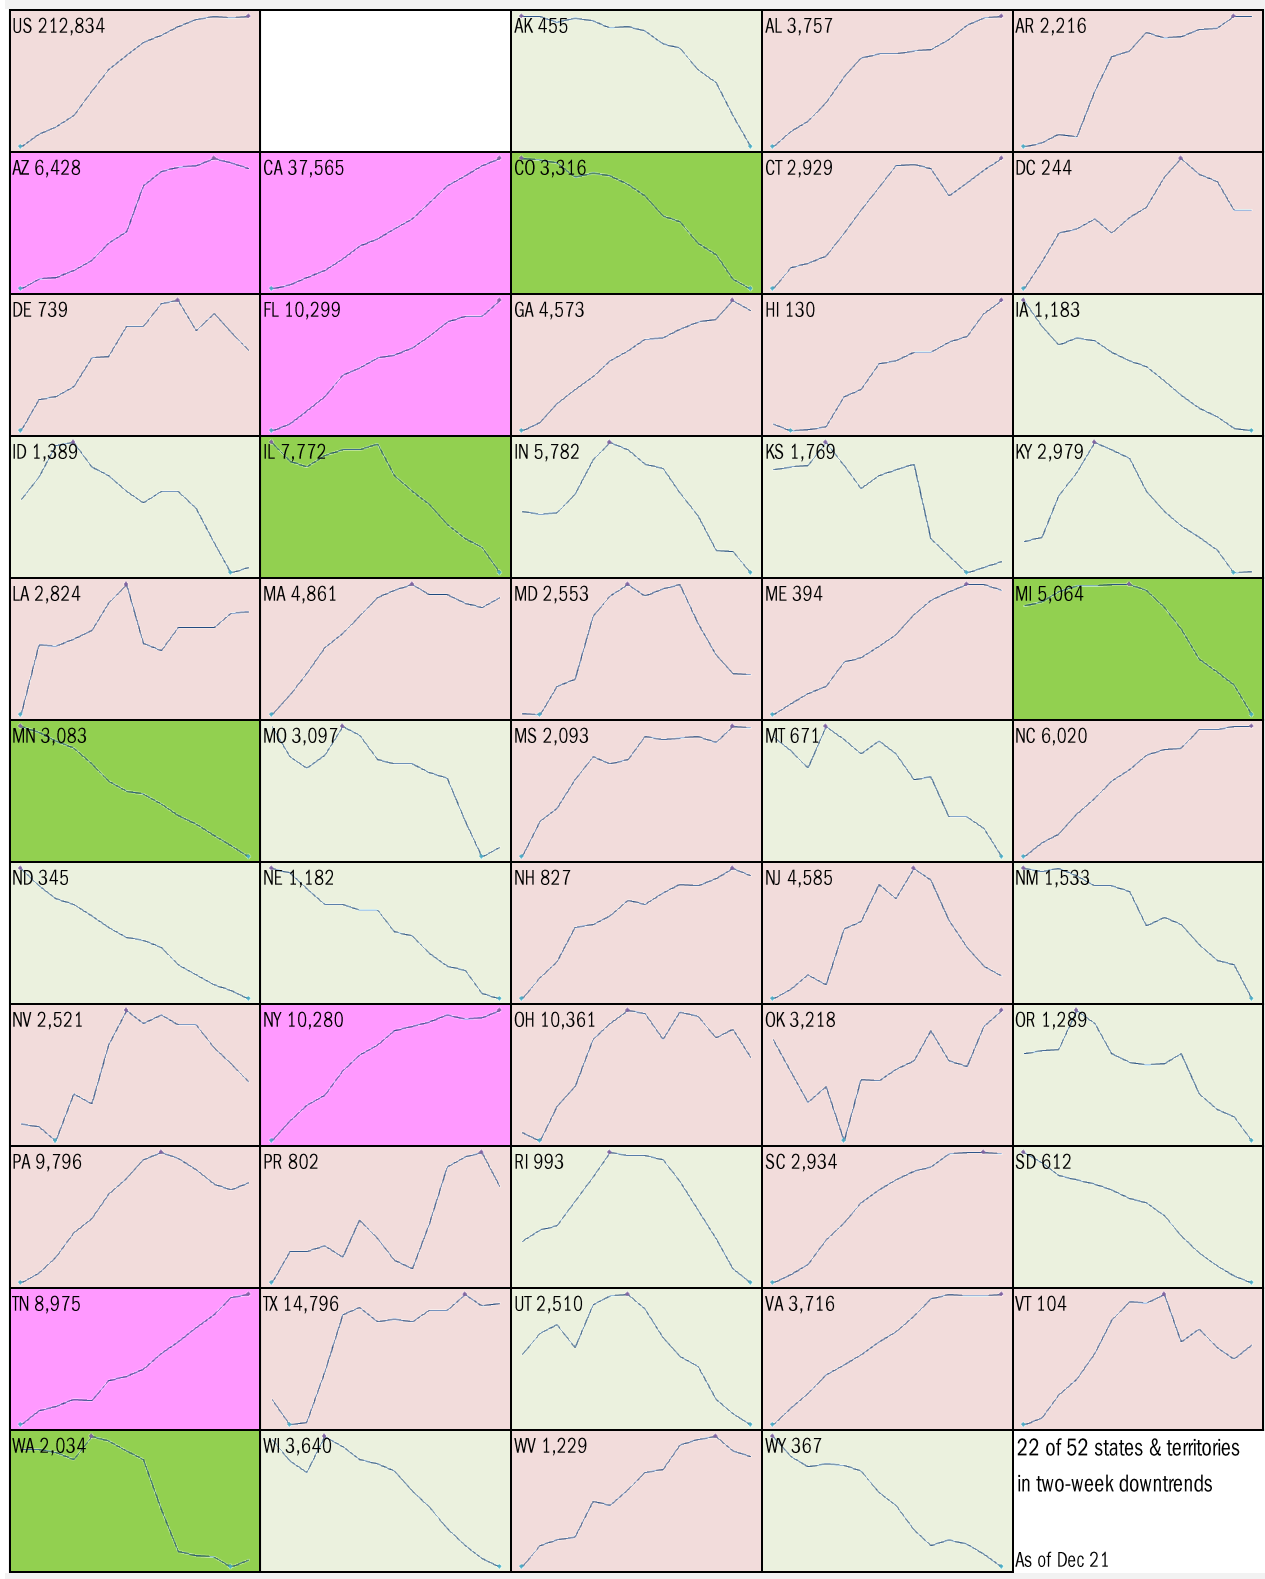 US 212,834
AK 455
AL 3,757
AR 2,216
AZ 6,428
CA 37,565
CO 3,316
CT 2,929
DC 244
DE 739
FL 10,299
GA 4,573
HI 130
IA 1,183
ID 1,389
IL 7,772
IN 5,782
KS 1,769
KY 2,979
LA 2,824
MA 4,861
MD 2,553
ME 394
MI 5,064
MN 3,083
MO 3,097
MS 2,093
MT 671
NC 6,020
ND 345
NE 1,182
NH 827
NJ 4,585
NM 1,533
NV 2,521
NY 10,280
OH 10,361
OK 3,218
OR 1,289
PA 9,796
PR 802
RI 993
SC 2,934
SD 612
TN 8,975
TX 14,796
UT 2,510
VA 3,716
VT 104
WA 2,034
WI 3,640
WV 1,229
WY 367
22 of 52 states & territories
in two-week downtrends
As of Dec 21